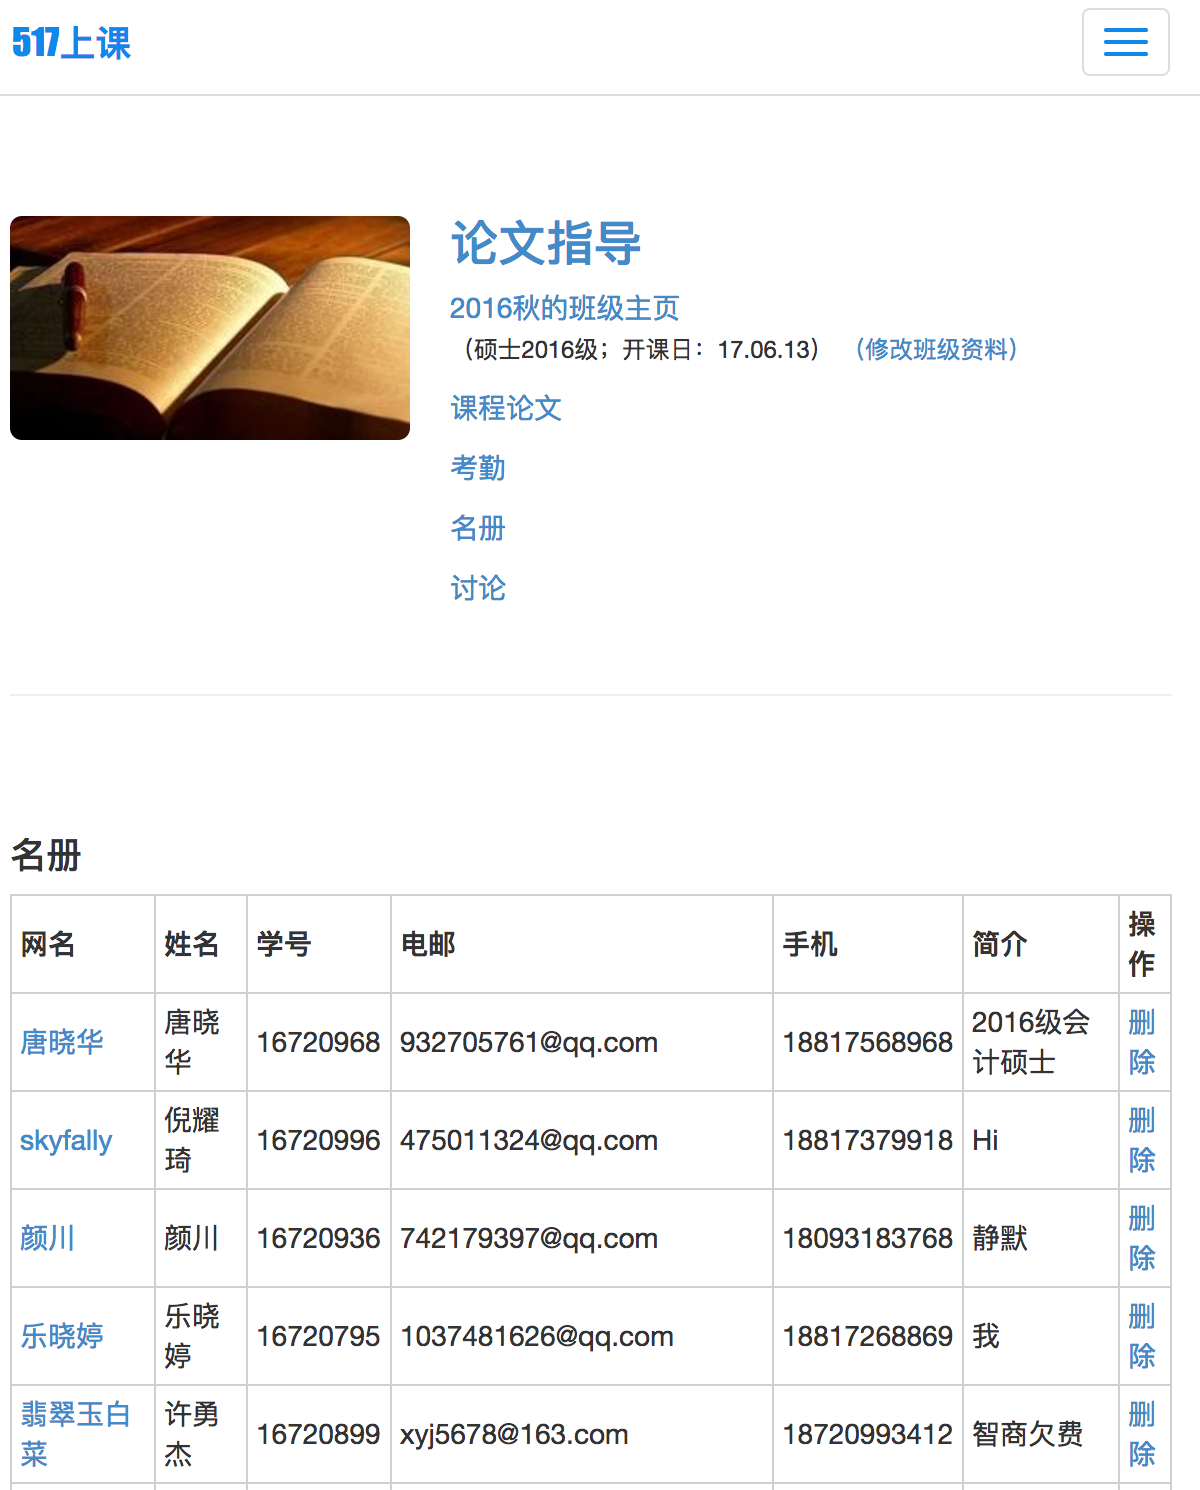 517上课
论文指导
2016秋的班级主页
（硕士2016级；开课日：17.06.13） （修改班级资料）
课程论文
考勤
名册
讨论
名册
网名 姓名 学号 电邮 手机 简介 操作
唐晓华 唐晓华 16720968 932705761@qq.com 18817568968 2016级会计硕士 删除
skyfally 倪耀琦 16720996 475011324@qq.com 18817379918 Hi 删除
颜川 颜川 16720936 742179397@qq.com 18093183768 静默 删除
乐晓婷 乐晓婷 16720795 1037481626@qq.com 18817268869 我 删除
翡翠玉白菜 许勇杰 16720899 xyj5678@163.com 18720993412 智商欠费 删除